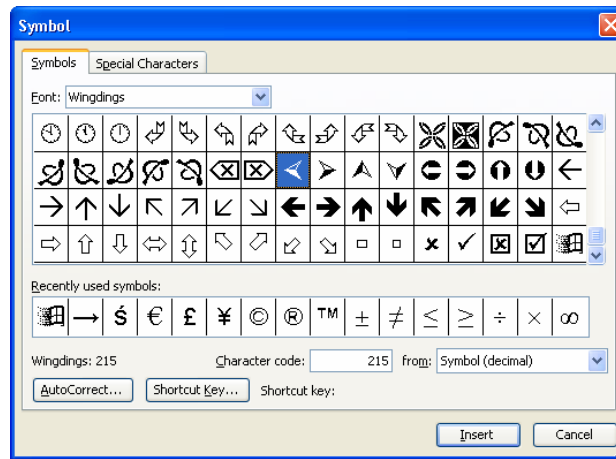 Symbol
Symbols Special Characters
Font: Wingdings
Recently used symbols:
→ ś € £ ¥ © ® ™ ± ≠ ≤ ≥ ÷ × ∞
Wingdings: 215 Character code: 215 from: Symbol (decimal)
AutoCorrect... Shortcut Key... Shortcut key:
Insert Cancel